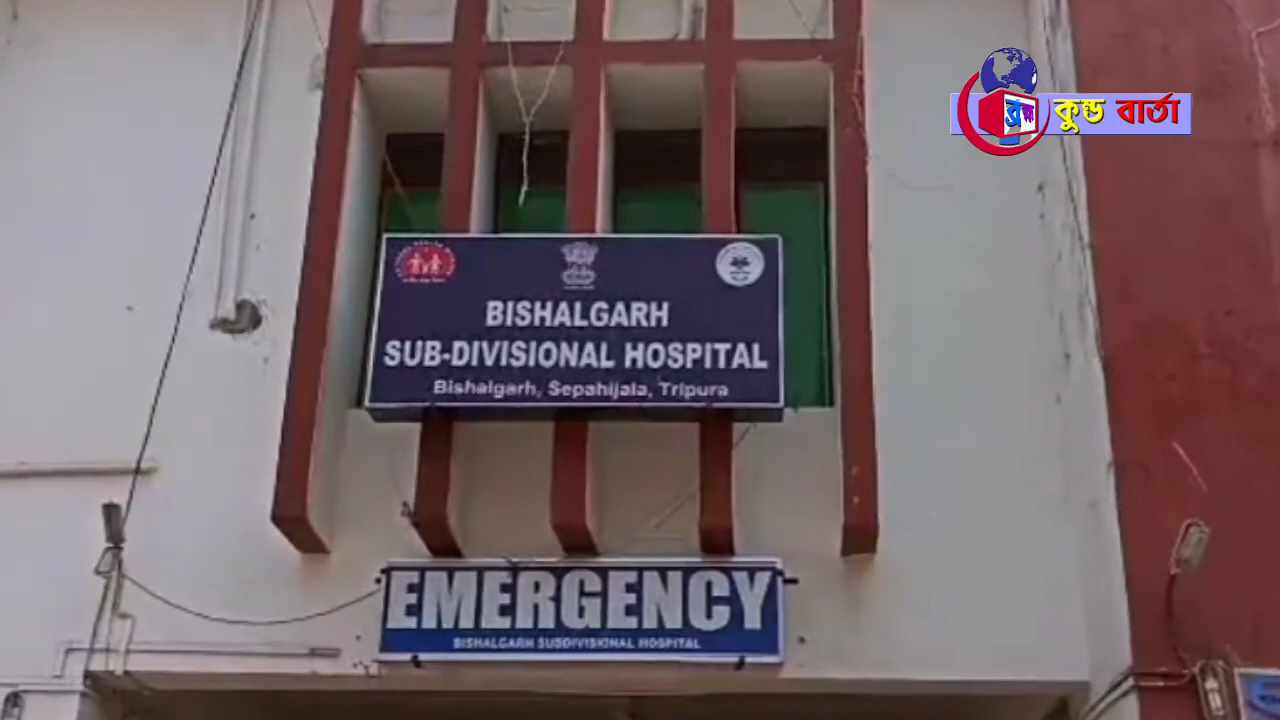 কুন্ড বার্তা
BISHALGARH
SUB-DIVISIONAL HOSPITAL
Bishalgarh, Sepahijala, Tripura
EMERGENCY
BISHALGARH SUBDIVISIONAL HOSPITAL